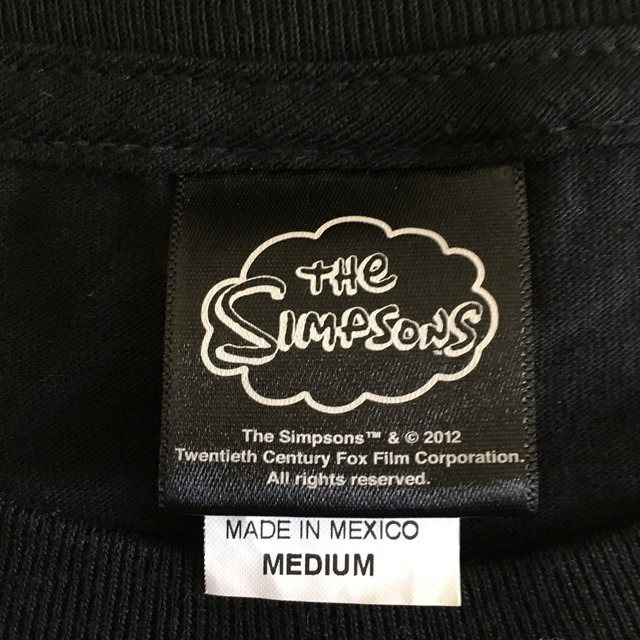 THE
SIMPSONS
The Simpsons™ & © 2012
Twentieth Century Fox Film Corporation.
All rights reserved.
MADE IN MEXICO
MEDIUM